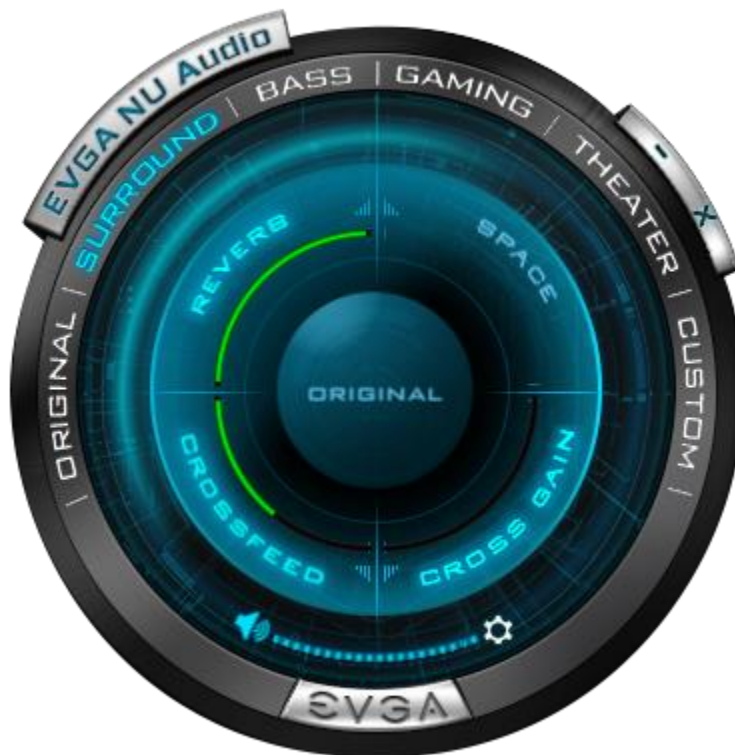 EVGA NU Audio
ORIGINAL
SURROUND
BASS
GAMING
THEATER
CUSTOM
-
X
REVERB
SPACE
ORIGINAL
CROSSFEED
CROSS GAIN
EVGA